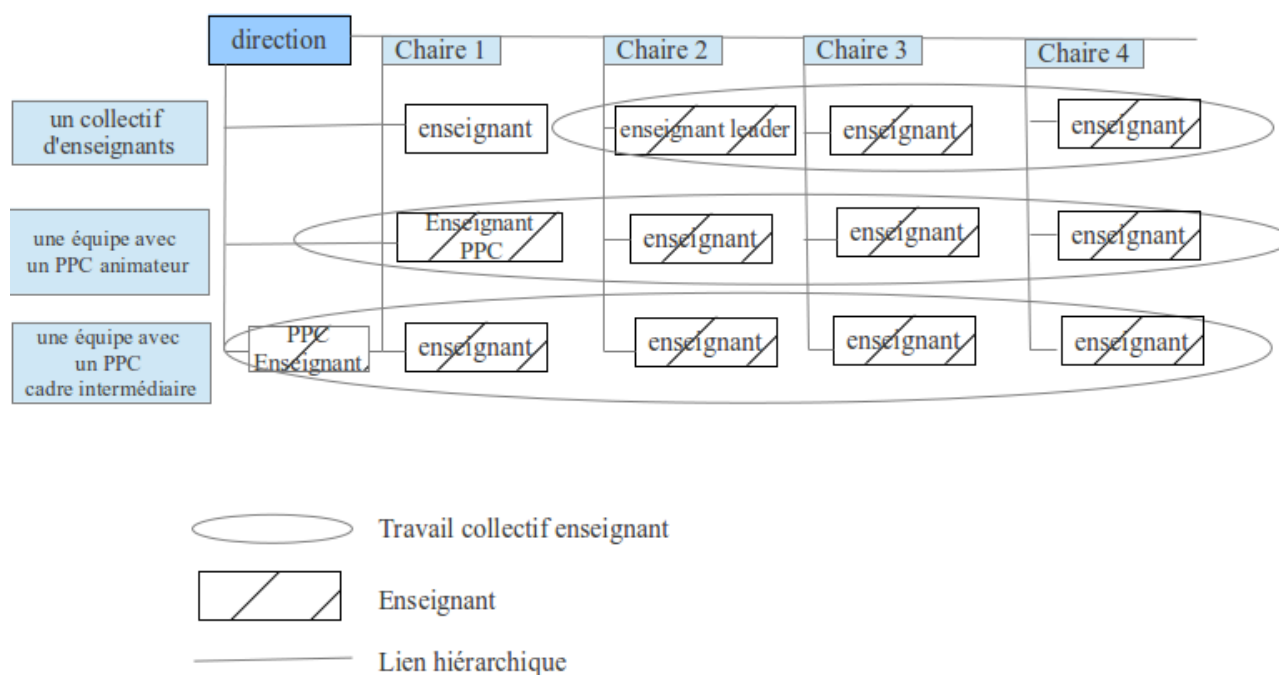 direction
Chaire 1
Chaire 2
Chaire 3
Chaire 4
un collectif
d'enseignants
enseignant
enseignant leader
enseignant
enseignant
une équipe avec
un PPC animateur
Enseignant
PPC
enseignant
enseignant
enseignant
une équipe avec
un PPC
cadre intermédiaire
PPC
Enseignant
enseignant
enseignant
enseignant
enseignant
Travail collectif enseignant
Enseignant
Lien hiérarchique